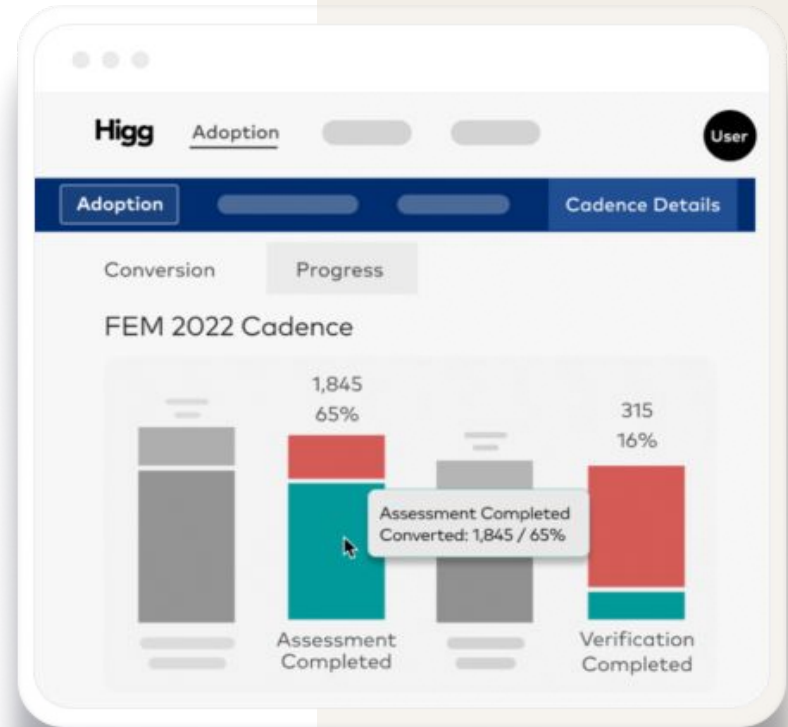 Higg Adoption User
Adoption Cadence Details
Conversion Progress
FEM 2022 Cadence
1,845
65%
315
16%
Assessment Completed
Converted: 1,845 / 65%
Assessment
Completed
Verification
Completed